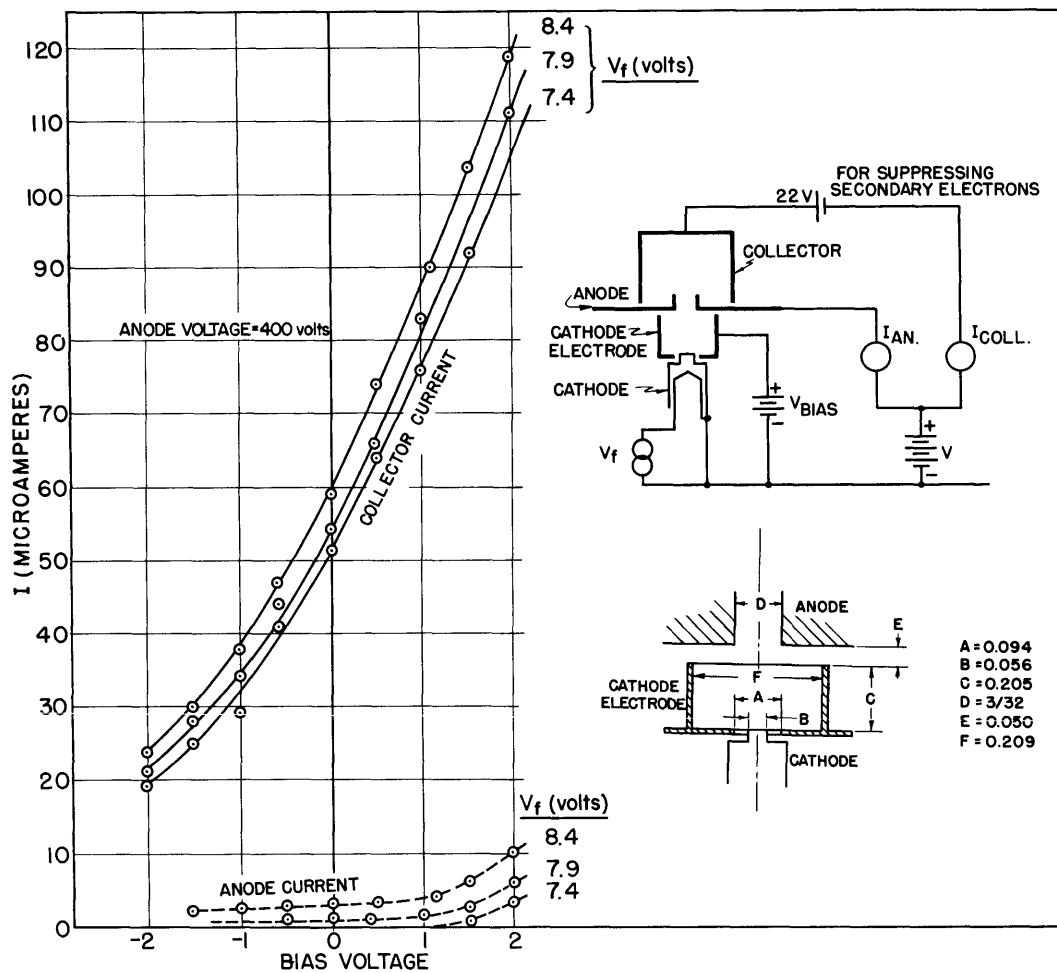 120
110
100
90
80
70
60
50
40
30
20
10
0
I (MICROAMPERES)
-2
-1
0
1
2
BIAS VOLTAGE
ANODE VOLTAGE=400 volts
COLLECTOR CURRENT
8.4
7.9
7.4
Vf (volts)
ANODE CURRENT
Vf (volts)
8.4
7.9
7.4
FOR SUPPRESSING
SECONDARY ELECTRONS
22V
COLLECTOR
ANODE
CATHODE
ELECTRODE
CATHODE
IAN.
ICOLL.
+
VBIAS
-
Vf
+
V
-
D
ANODE
E
F
CATHODE
ELECTRODE
A
B
C
CATHODE
A=0.094
B=0.056
C=0.205
D=3/32
E=0.050
F=0.209